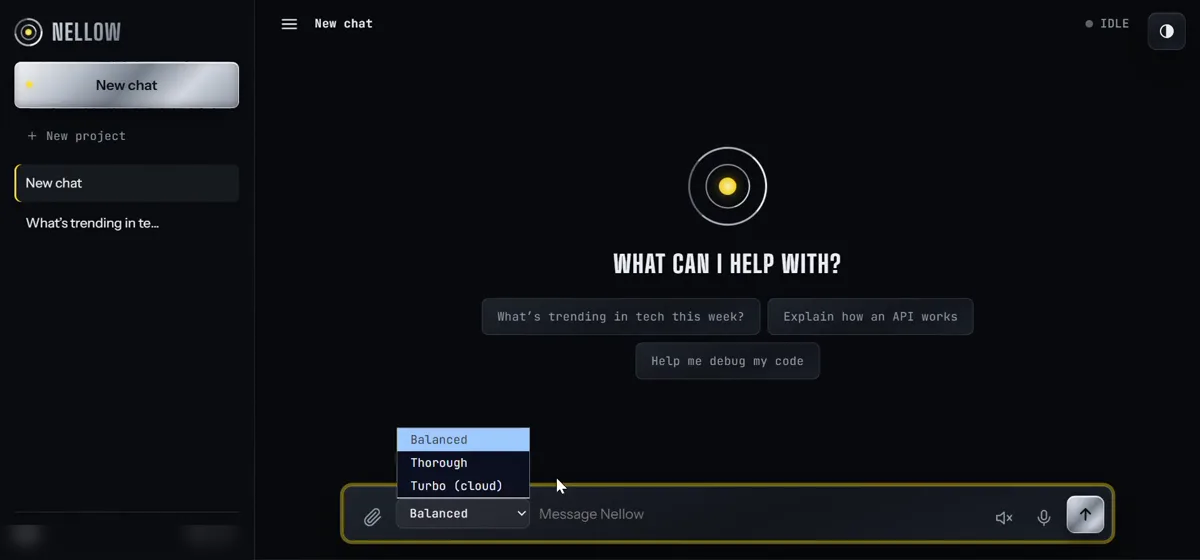 NELLOW
New chat
+ New project
New chat
What's trending in te...
New chat
IDLE
WHAT CAN I HELP WITH?
What's trending in tech this week?
Explain how an API works
Help me debug my code
Balanced
Thorough
Turbo (cloud)
Balanced
Message Nellow